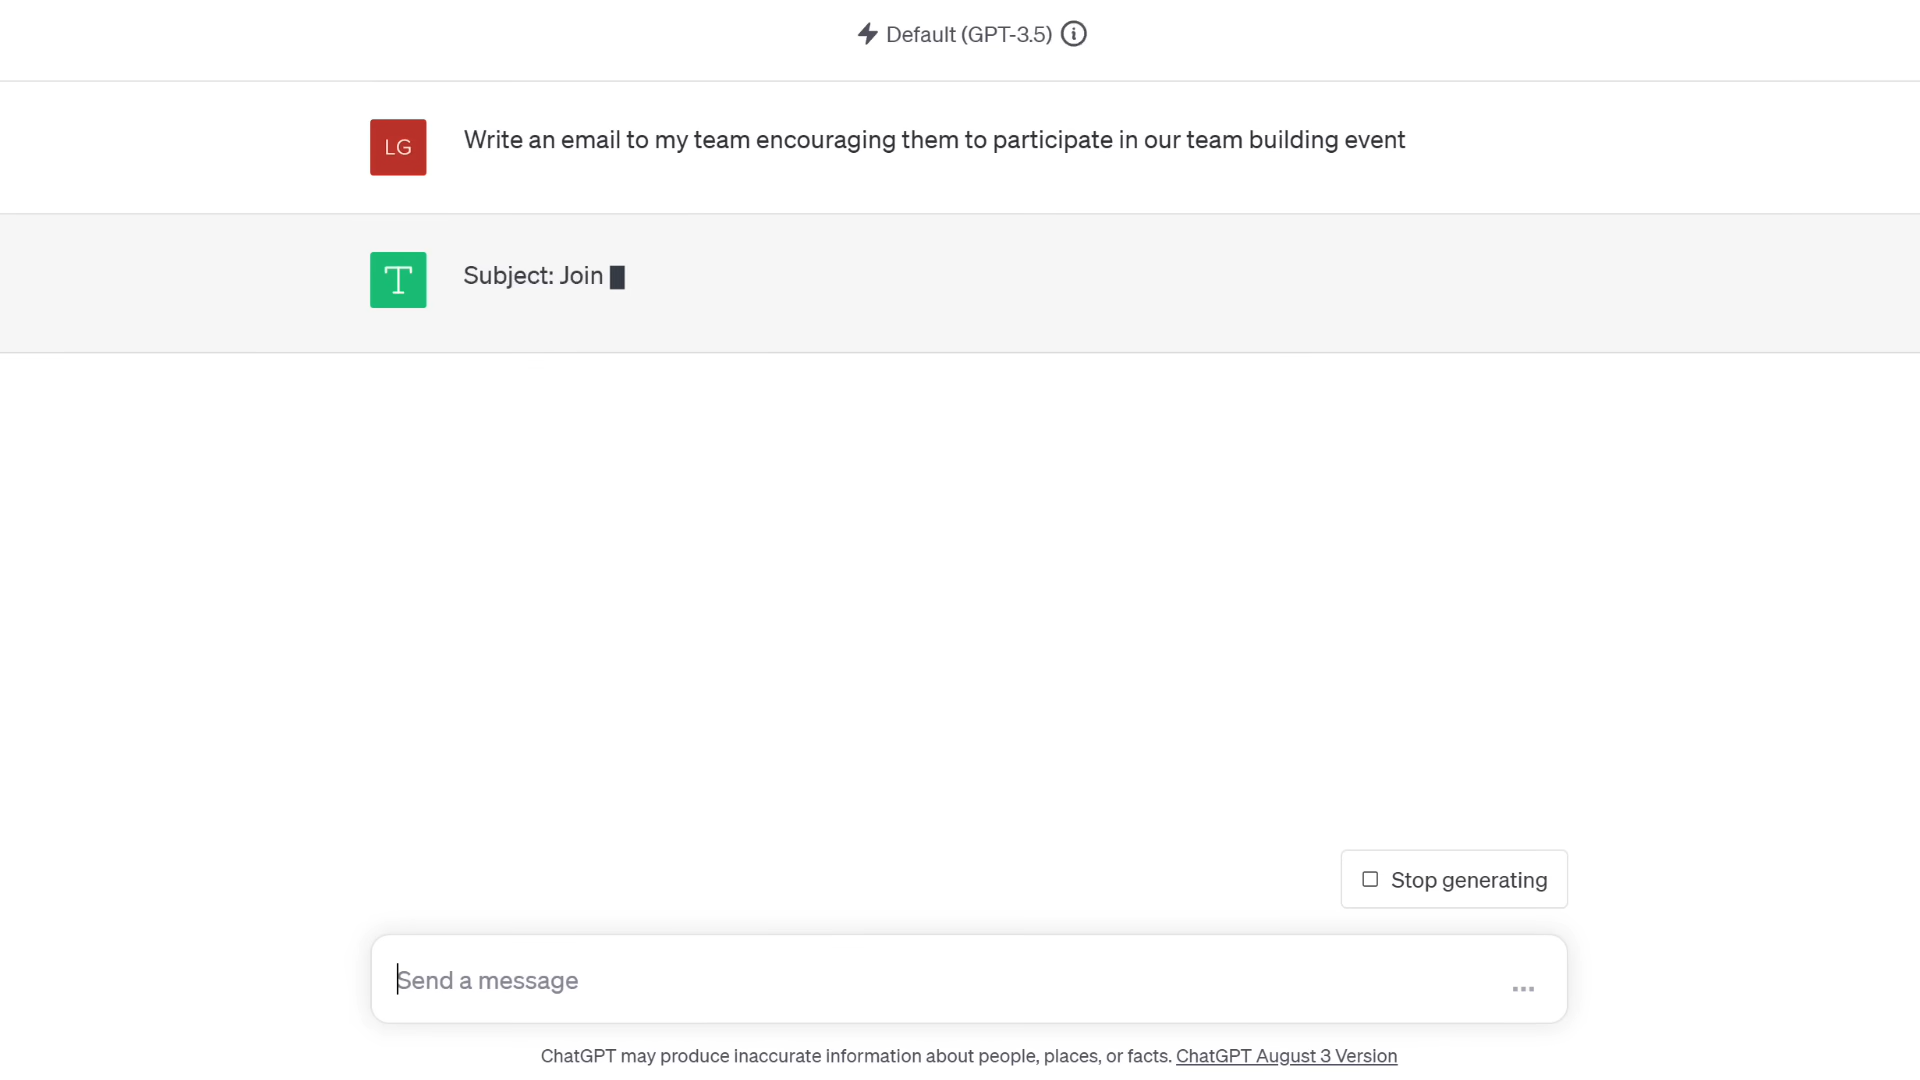 Default (GPT-3.5)
LG
Write an email to my team encouraging them to participate in our team building event
T
Subject: Join
Stop generating
Send a message
ChatGPT may produce inaccurate information about people, places, or facts. ChatGPT August 3 Version